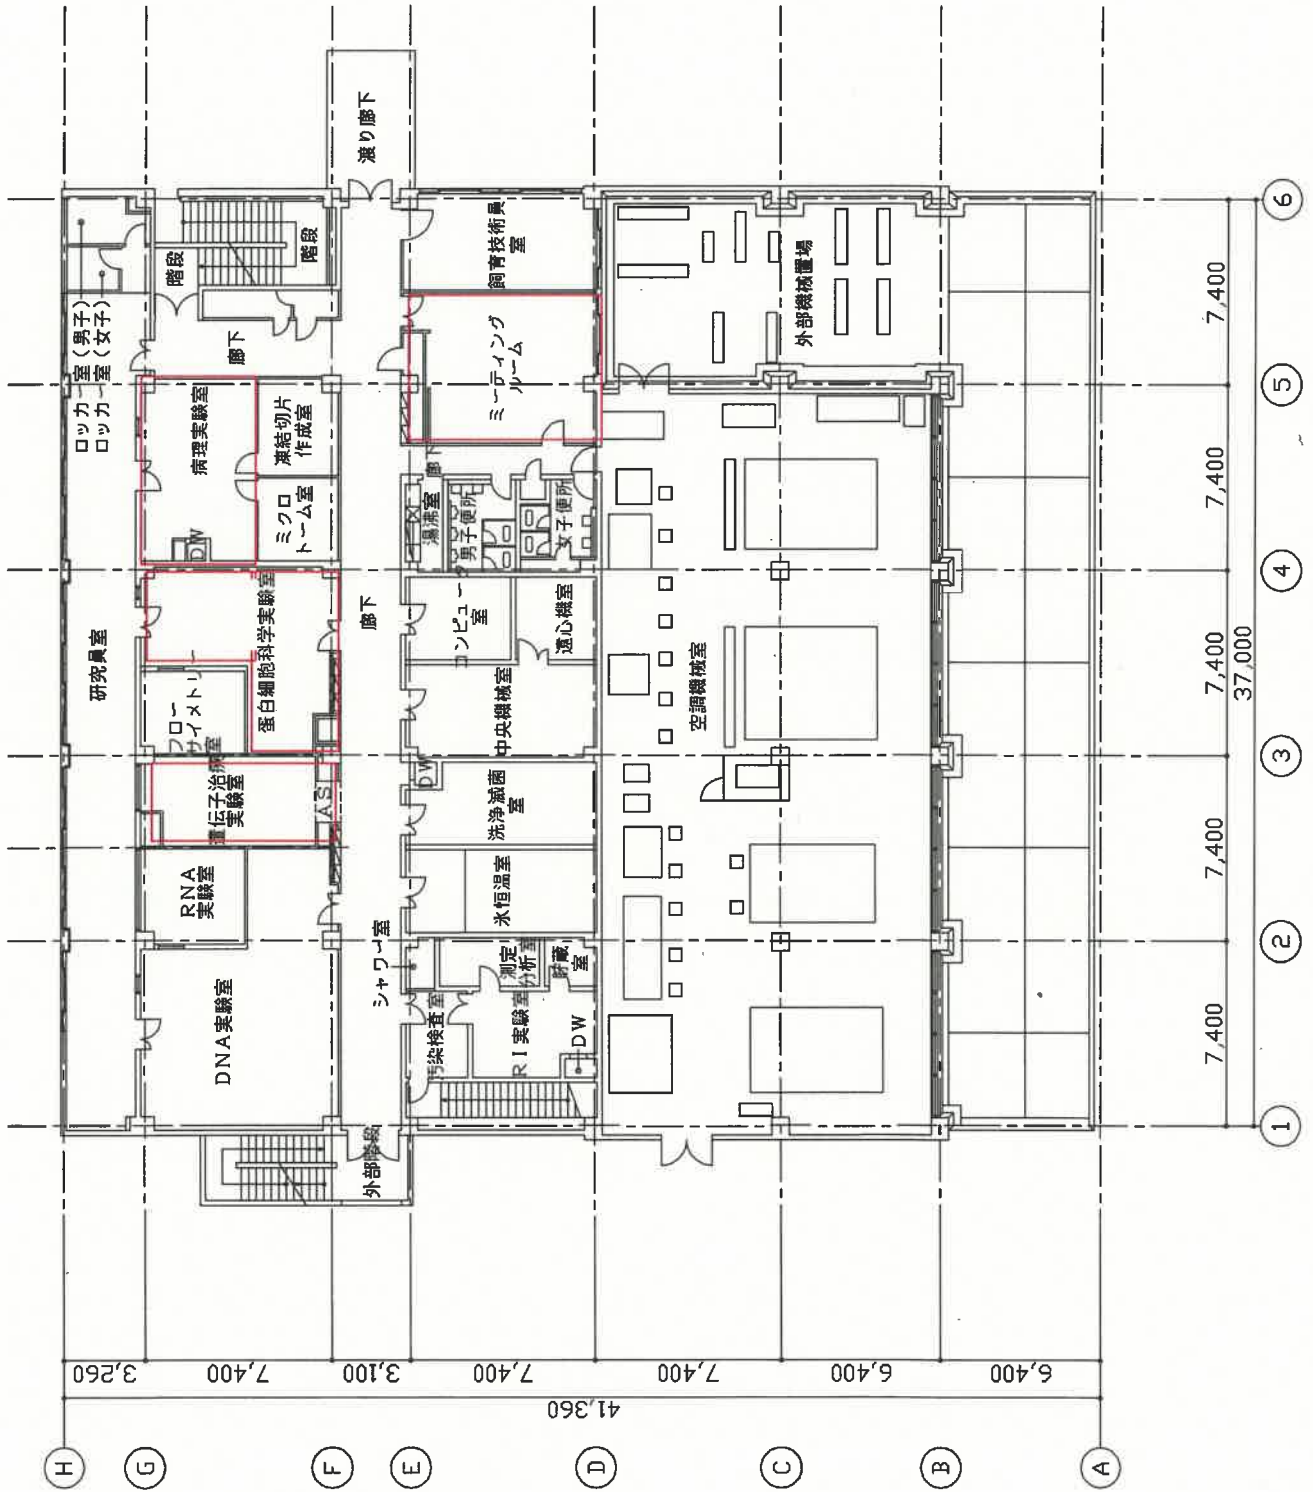 渡り廊下
ロッカー室(男子)
ロッカー室(女子)
階段
階段
廊下
飼育技術員
室
外部機械置場
病理実験室
凍結切片
作成室
ミクロ
トーム室
DW
ミーティング
ルーム
廊下
湯沸室
男子便所
女子便所
研究員室
蛋白細胞科学実験室
フロー
サイメトリー
室
廊下
コンピュータ
室
遠心機室
中央機械室
空調機械室
遺伝子治療
実験室
AS
DW
洗浄滅菌
室
RNA
実験室
氷恒温室
DNA実験室
シャワー室
測定
分析室
貯蔵
室
汚染検査室
RI実験室
DW
外部階段
7,400
7,400
7,400
7,400
7,400
37,000
6
5
4
3
2
1
3,260
7,400
3,100
7,400
7,400
6,400
6,400
41,360
H
G
F
E
D
C
B
A